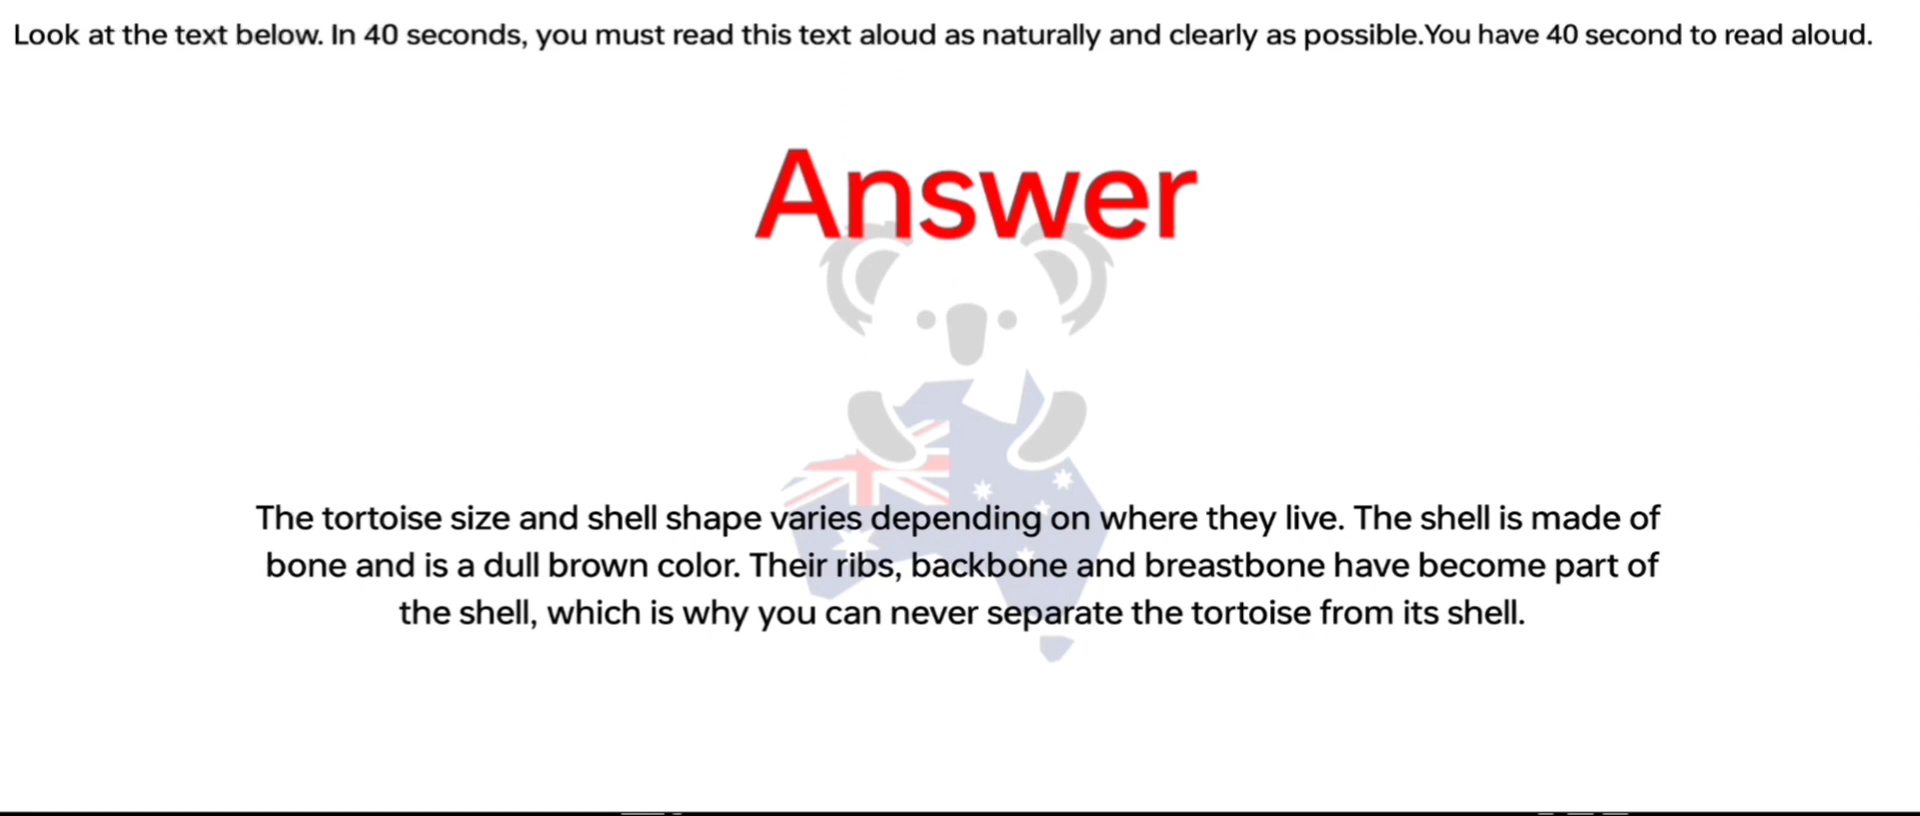 Look at the text below. In 40 seconds, you must read this text aloud as naturally and clearly as possible.You have 40 second to read aloud.
Answer
The tortoise size and shell shape varies depending on where they live. The shell is made of
bone and is a dull brown color. Their ribs, backbone and breastbone have become part of
the shell, which is why you can never separate the tortoise from its shell.